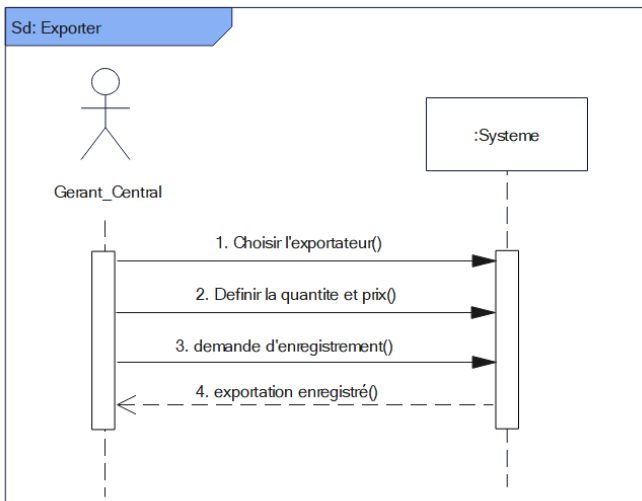 Sd: Exporter
:Systeme
Gerant_Central
1. Choisir l'exportateur()
2. Definir la quantite et prix()
3. demande d'enregistrement()
4. exportation enregistré()